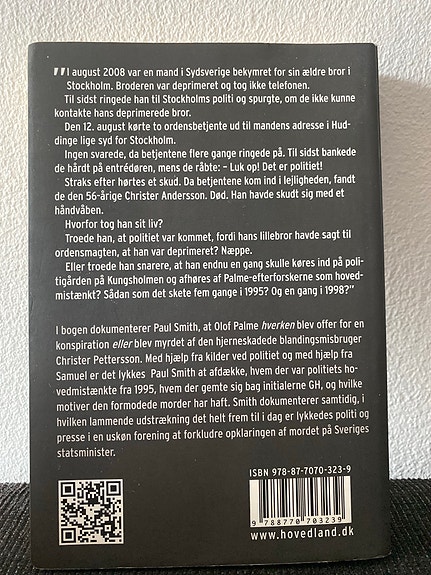 "I august 2008 var en mand i Sydsverige bekymret for sin ældre bror i
Stockholm. Broderen var deprimeret og tog ikke telefonen.
Til sidst ringede han til Stockholms politi og spurgte, om de ikke kunne
kontakte hans deprimerede bror.
Den 12. august kørte to ordensbetjente ud til mandens adresse i Hud-
dinge lige syd for Stockholm.
Ingen svarede, da betjentene flere gange ringede på. Til sidst bankede
de hårdt på entrédøren, mens de råbte: – Luk op! Det er politiet!
Straks efter hørtes et skud. Da betjentene kom ind i lejligheden, fandt
de den 56-årige Christer Andersson. Død. Han havde skudt sig med et
håndvåben.
Hvorfor tog han sit liv?
Troede han, at politiet var kommet, fordi hans lillebror havde sagt til
ordensmagten, at han var deprimeret? Næppe.
Eller troede han snarere, at han endnu en gang skulle køres ind på poli-
tigården på Kungsholmen og afhøres af Palme-efterforskerne som hoved-
mistænkt? Sådan som det skete fem gange i 1995? Og en gang i 1998?"
I bogen dokumenterer Paul Smith, at Olof Palme hverken blev offer for en
konspiration eller blev myrdet af den hjerneskadede blandingsmisbruger
Christer Pettersson. Med hjælp fra kilder ved politiet og med hjælp fra
Samuel er det lykkes Paul Smith at afdække, hvem der var politiets ho-
vedmistænkte fra 1995, hvem der gemte sig bag initialerne GH, og hvilke
motiver den formodede morder har haft. Smith dokumenterer samtidig, i
hvilken lammende udstrækning det helt frem til i dag er lykkedes politi og
presse i en uskøn forening at forkludre opklaringen af mordet på Sveriges
statsminister.
ISBN 978-87-7070-323-9
9 788770 703239
www.hovedland.dk